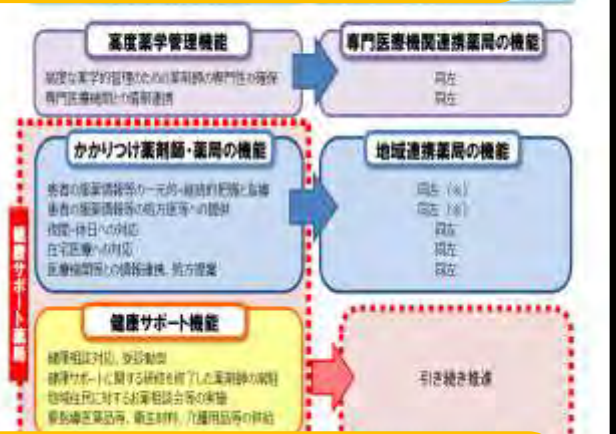 高度薬学管理機能
高度な薬学的管理のための薬剤師の専門性の確保
専門医療機関との情報連携
専門医療機関連携薬局の機能
同左
同左
かかりつけ薬剤師・薬局の機能
患者の服薬情報等の一元的・継続的把握と指導
患者の服薬情報等の処方医等への提供
夜間・休日への対応
在宅医療への対応
医療機関等との情報連携、処方提案
地域連携薬局の機能
同左（※）
同左（※）
同左
同左
同左
健康サポート薬局
健康サポート機能
健康相談対応、受診勧奨
健康サポートに関する研修を修了した薬剤師の常駐
地域住民に対するお薬相談会等の実施
要指導医薬品等、衛生材料、介護用品等の供給
引き続き推進